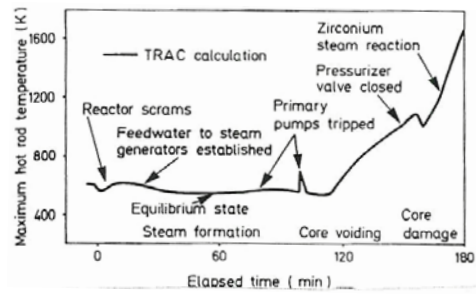 Maximum hot rod temperature (K)
1600
1200
800
400
TRAC calculation
Zirconium
steam reaction
Pressurizer
valve closed
Reactor scrams
Primary
pumps tripped
Feedwater to steam
generators established
Equilibrium state
Steam formation
Core voiding
Core
damage
0
60
120
180
Elapsed time (min)